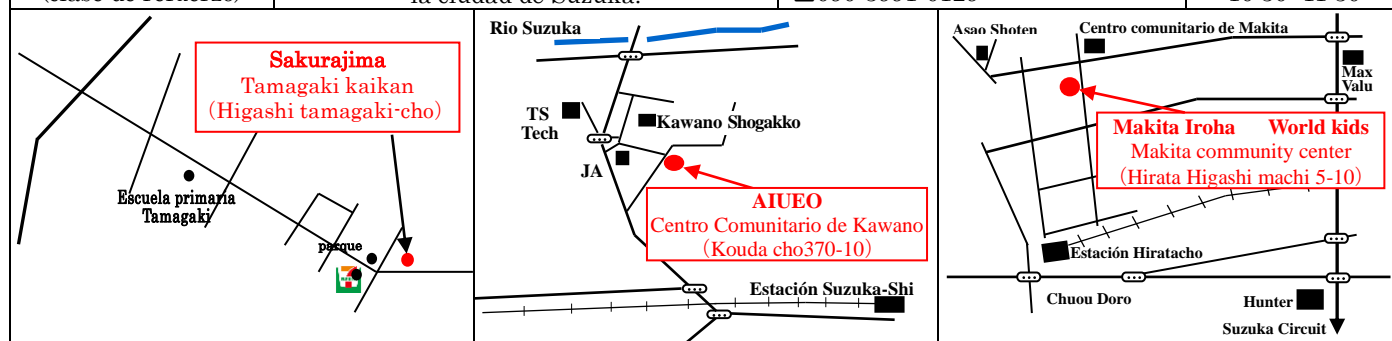 la ciudad de Suzuka.
Sakurajima
Tamagaki kaikan
(Higashi tamagaki-cho)
Escuela primaria
Tamagaki
parque
Rio Suzuka
TS
Tech
Kawano Shogakko
JA
AIUEO
Centro Comunitario de Kawano
(Kouda cho370-10)
Estación Suzuka-Shi
Asao Shoten
Centro comunitario de Makita
Max
Valu
Makita Iroha World kids
Makita community center
(Hirata Higashi machi 5-10)
Estación Hiratacho
Chuou Doro
Hunter
Suzuka Circuit